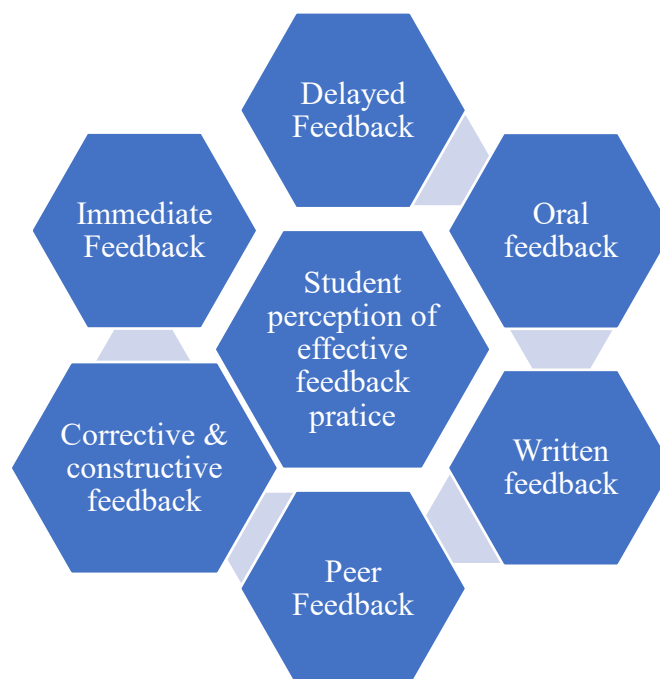 Delayed
Feedback
Immediate
Feedback
Oral
feedback
Student
perception of
effective
feedback
pratice
Corrective &
constructive
feedback
Written
feedback
Peer
Feedback